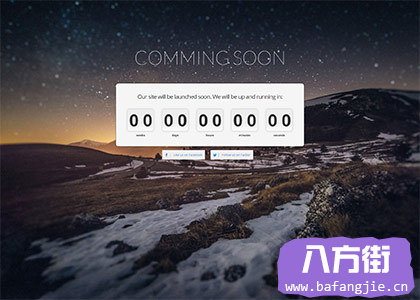 COMMING SOGN
Our site will be launched soon. We will be up and running in:
00 00 00 00 00
weeks days hours minutes seconds
Like us on Facebook Follow us on Twitter
八方街
www.bafangjie.cn